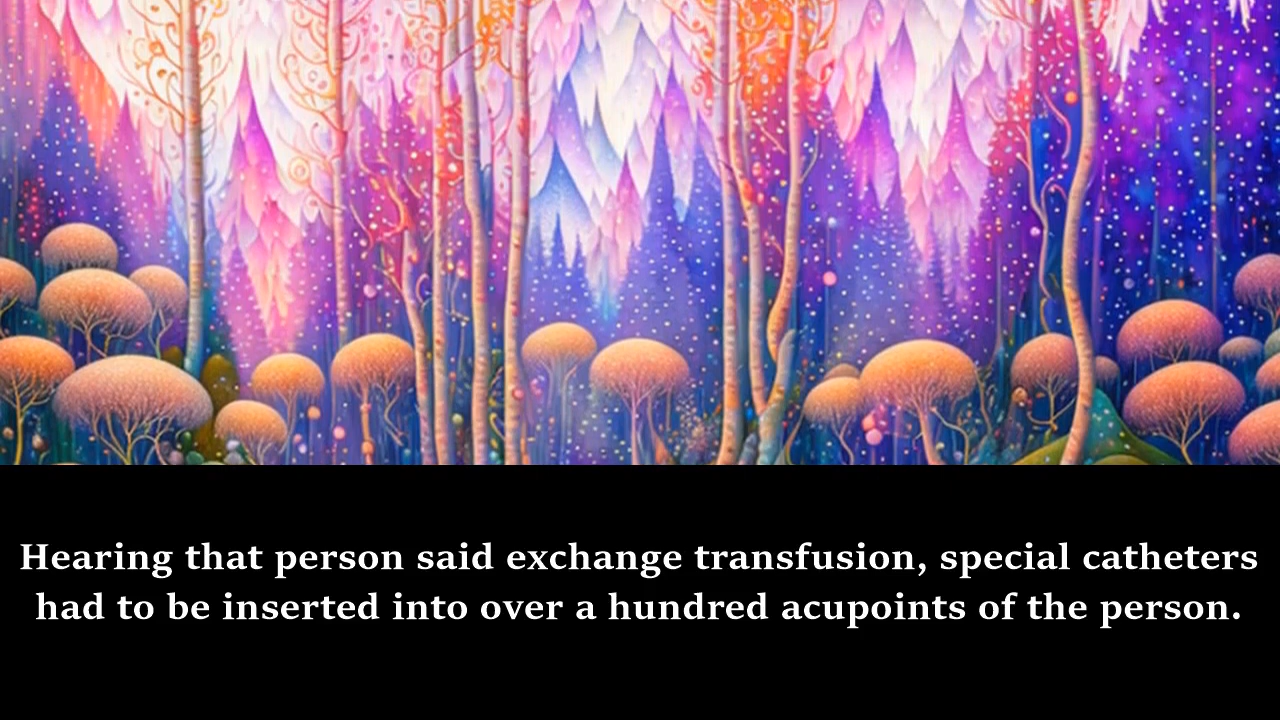 Hearing that person said exchange transfusion, special catheters
had to be inserted into over a hundred acupoints of the person.